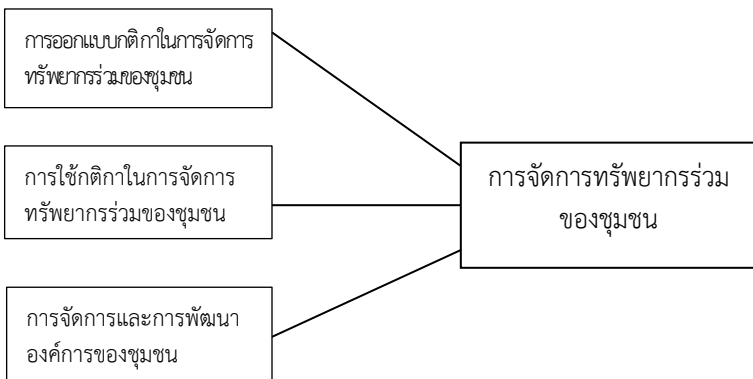 การออกแบบกติกาในการจัดการ
ทรัพยากรร่วมของชุมชน
การใช้กติกาในการจัดการ
ทรัพยากรร่วมของชุมชน
การจัดการและการพัฒนา
องค์การของชุมชน
การจัดการทรัพยากรร่วม
ของชุมชน